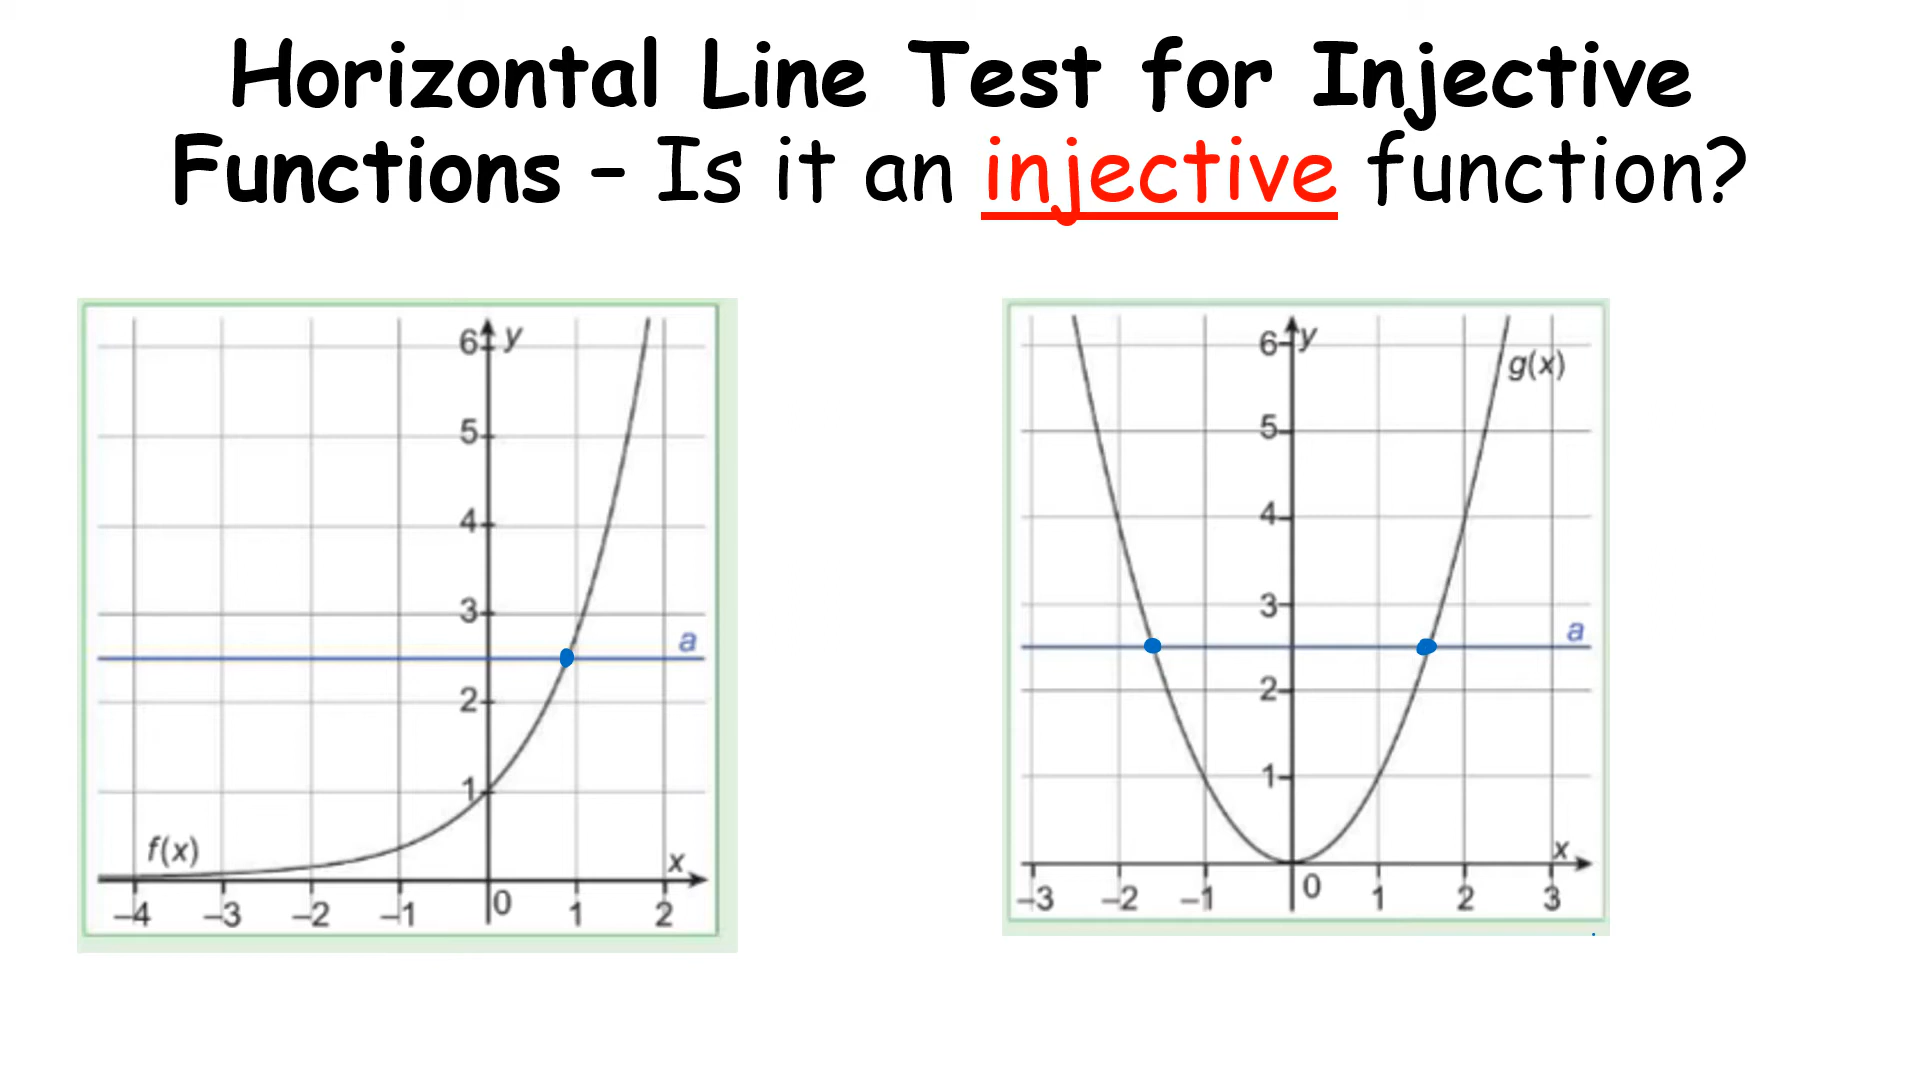 Horizontal Line Test for Injective
Functions – Is it an injective function?
6 y
5
4
3
a
2
1
f(x)
x
–4 –3 –2 –1 0 1 2
6 y
g(x)
5
4
3
a
2
1
x
–3 –2 –1 0 1 2 3